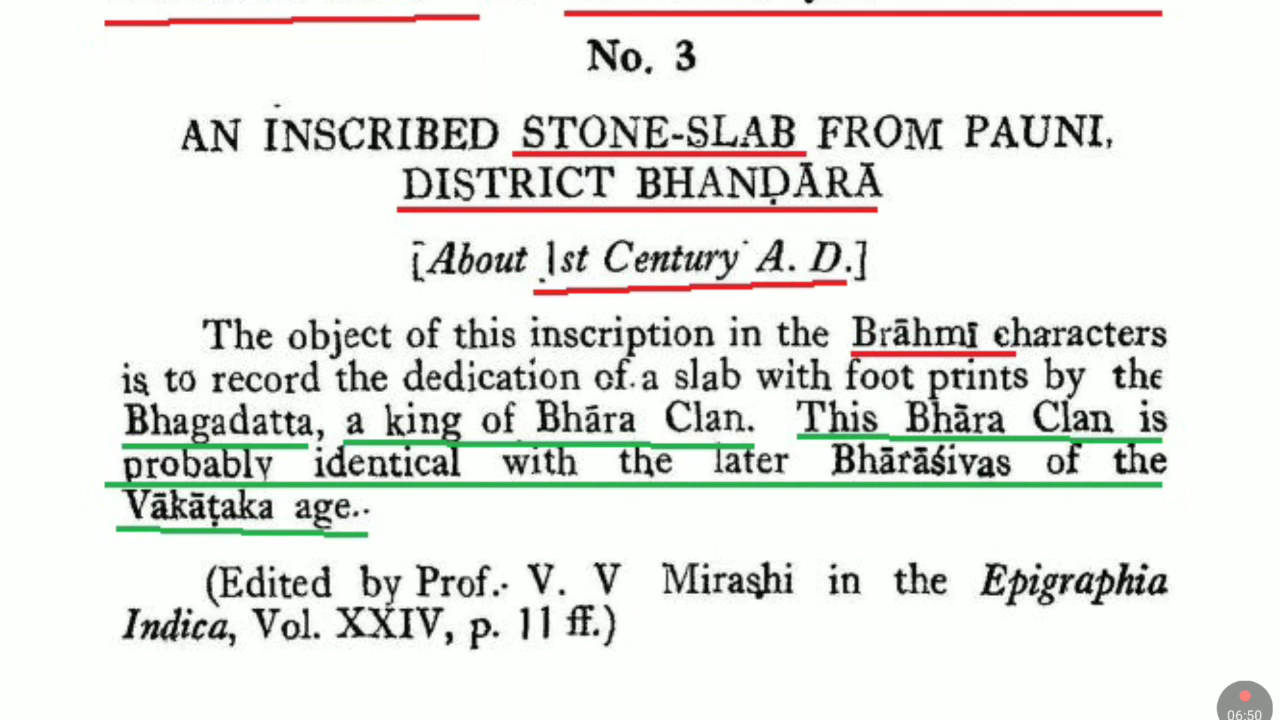 No. 3
AN INSCRIBED STONE-SLAB FROM PAUNI,
DISTRICT BHAṆḌĀRĀ
[About 1st Century A. D.]
The object of this inscription in the Brāhmī characters
is to record the dedication of a slab with foot prints by the
Bhagadatta, a king of Bhāra Clan. This Bhāra Clan is
probably identical with the later Bhārāśivas of the
Vākāṭaka age.
(Edited by Prof. V. V Mirashi in the Epigraphia
Indica, Vol. XXIV, p. 11 ff.)
06:50